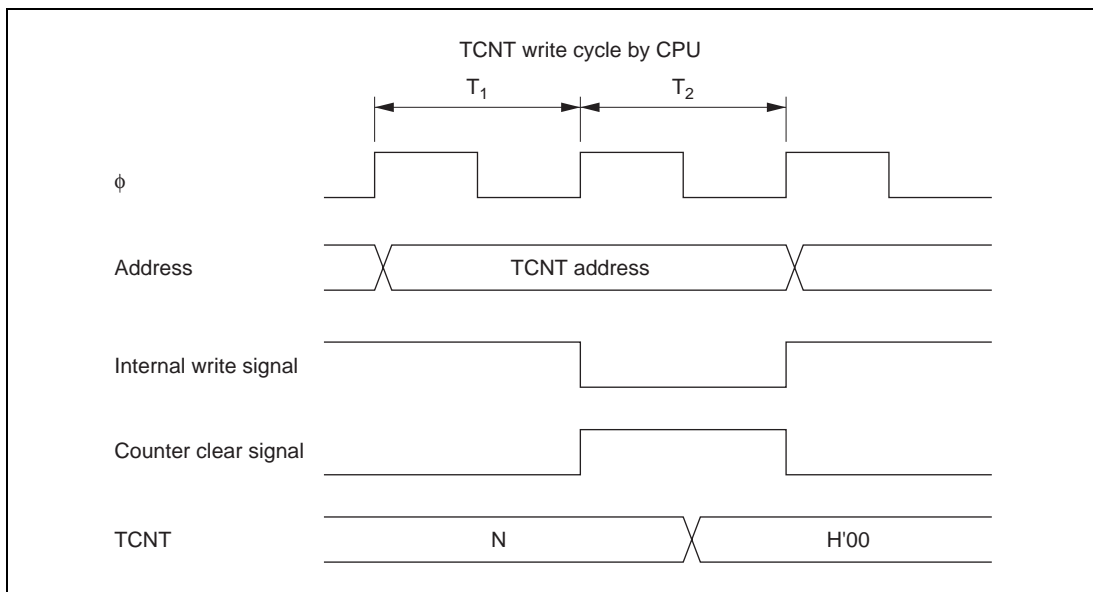 TCNT write cycle by CPU
T1 T2
ϕ
Address TCNT address
Internal write signal
Counter clear signal
TCNT N H'00